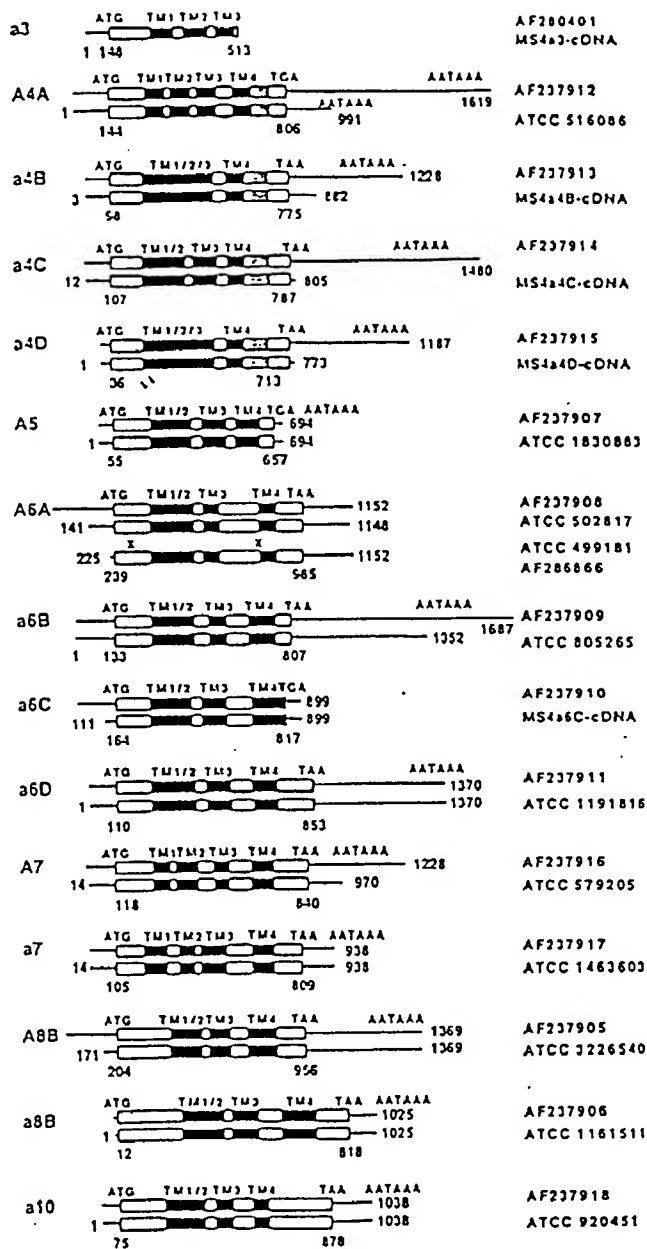 ATG TM1 TM2 TM3 AF280401
a3
1 148 513 MS4a3-cDNA
ATG TM1 TM2 TM3 TM4 TGA AATAAA AF237912
A4A AATAAA 1619
1 991 ATCC 516086
144 806
ATG TM1/2/3 TM4 TAA AATAAA AF237913
a4B 1228
3 882 MS4a4B-cDNA
58 775
ATG TM1/2 TM3 TM4 TAA AATAAA AF237914
a4C 1480
12 805 MS4a4C-cDNA
107 787
ATG TM1/2/3 TM4 TAA AATAAA AF237915
a4D 1187
1 773 MS4a4D-cDNA
36 713
ATG TM1/2 TM3 TM4 TGA AATAAA
A5 694 AF237907
1 694 ATCC 1830883
55 657
ATG TM1/2 TM3 TM4 TAA AF237908
A6A 1152
141 1148 ATCC 502817
x x ATCC 499181
225 1152 AF286866
239 985
ATG TM1/2 TM3 TM4 TAA AATAAA AF237909
a6B 1687
1 1352 ATCC 805265
133 807
ATG TM1/2 TM3 TM4 TGA AF237910
a6C 899
111 899 MS4a6C-cDNA
164 817
ATG TM1/2 TM3 TM4 TAA AATAAA AF237911
a6D 1370
1 1370 ATCC 1191816
110 853
ATG TM1 TM2 TM3 TM4 TAA AATAAA AF237916
A7 1228
14 970 ATCC 579205
118 840
ATG TM1 TM2 TM3 TM4 TAA AATAAA AF237917
a7 938
14 938 ATCC 1463603
105 809
ATG TM1/2 TM3 TM4 TAA AATAAA AF237905
A8B 1369
171 1369 ATCC 3226540
204 956
ATG TM1/2 TM3 TM4 TAA AATAAA AF237906
a8B 1025
1 1025 ATCC 1161511
12 818
ATG TM1/2 TM3 TM4 TAA AATAAA AF237918
a10 1038
1 1038 ATCC 920451
75 878